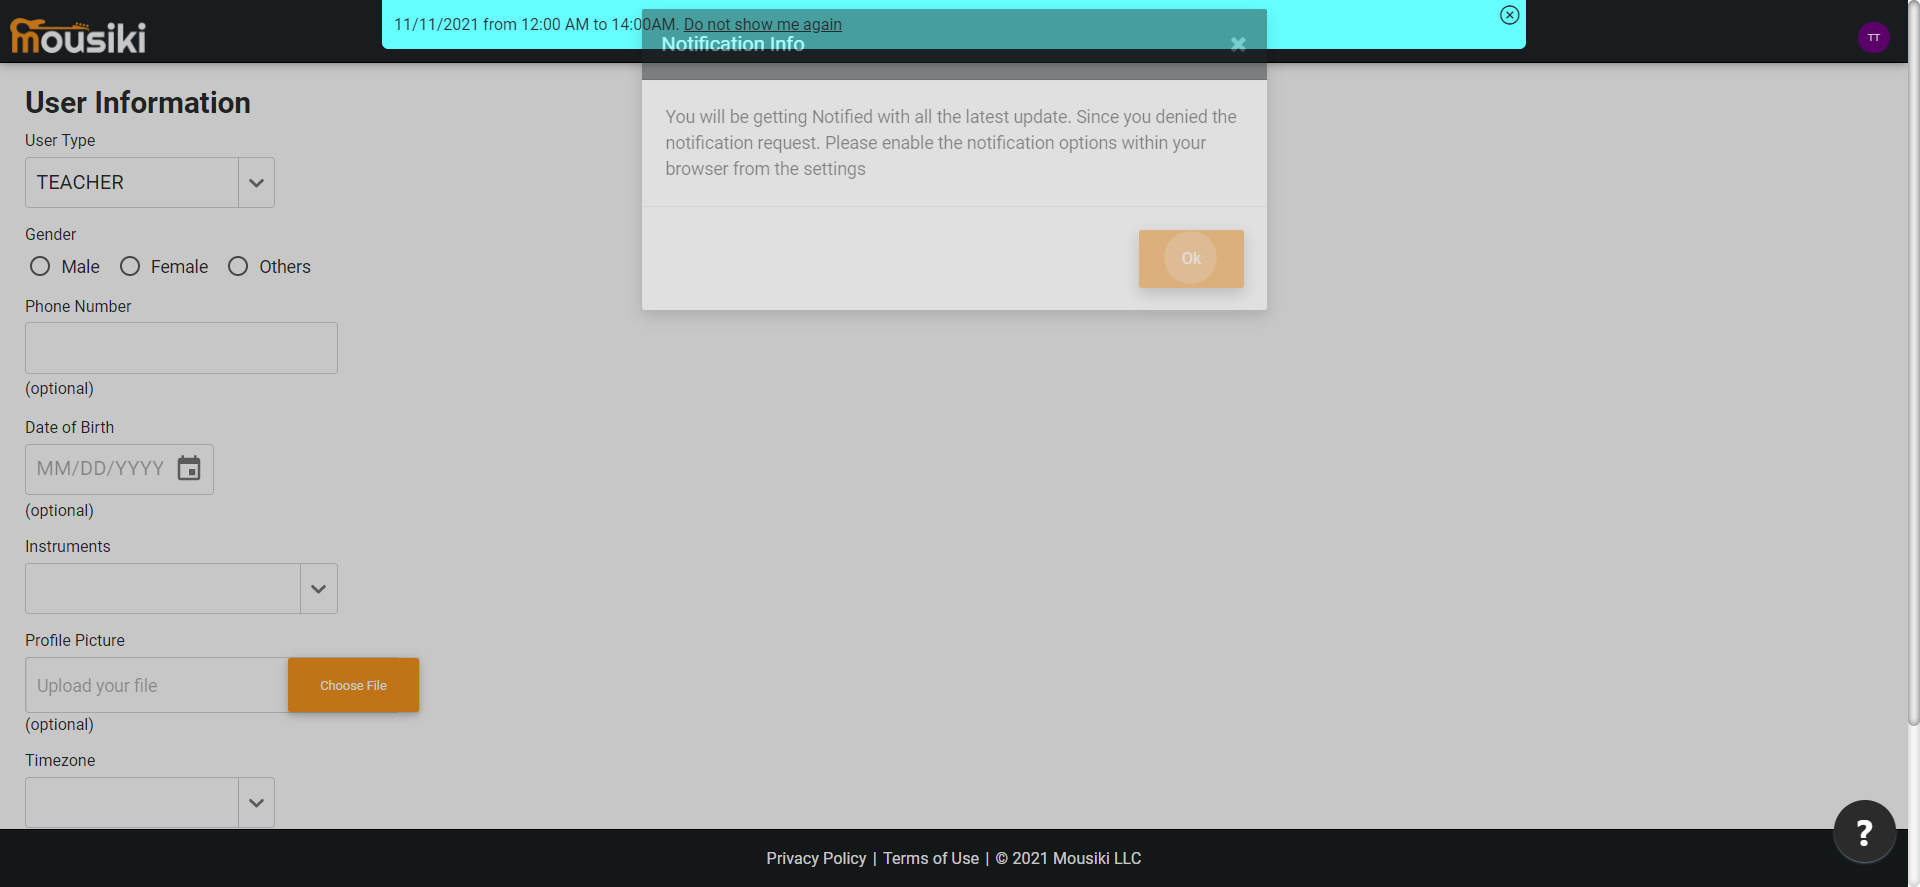 mousiki
11/11/2021 from 12:00 AM to 14:00AM. Do not show me again
TT
Notification Info
You will be getting Notified with all the latest update. Since you denied the
notification request. Please enable the notification options within your
browser from the settings
Ok
User Information
User Type
TEACHER
Gender
Male Female Others
Phone Number
(optional)
Date of Birth
MM/DD/YYYY
(optional)
Instruments
Profile Picture
Upload your file Choose File
(optional)
Timezone
?
Privacy Policy | Terms of Use | © 2021 Mousiki LLC